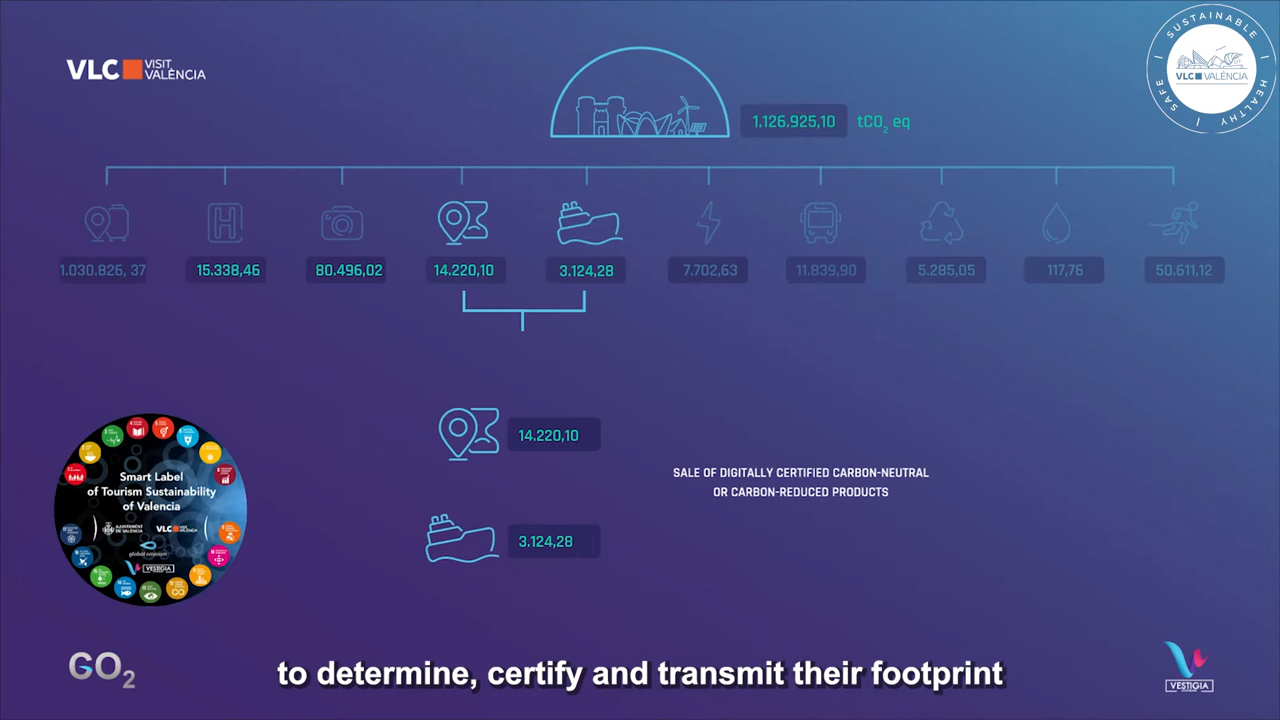 VLC VISIT
VALÈNCIA
SUSTAINABLE
HEALTHY
SAFE
VLC VALÈNCIA
1.126.925,10 tCO2 eq
H
1.030.826, 37 15.338,46 80.496,02 14.220,10 3.124,28 7.702,63 11.839,90 5.285,05 117,76 50.611,12
14.220,10
SALE OF DIGITALLY CERTIFIED CARBON-NEUTRAL
OR CARBON-REDUCED PRODUCTS
3.124,28
Smart Label
of Tourism Sustainability
of Valencia
AJUNTAMENT
DE VALÈNCIA
VLC VISIT
VALÈNCIA
global omnium
VESTIGIA
GO2
to determine, certify and transmit their footprint
VESTIGIA